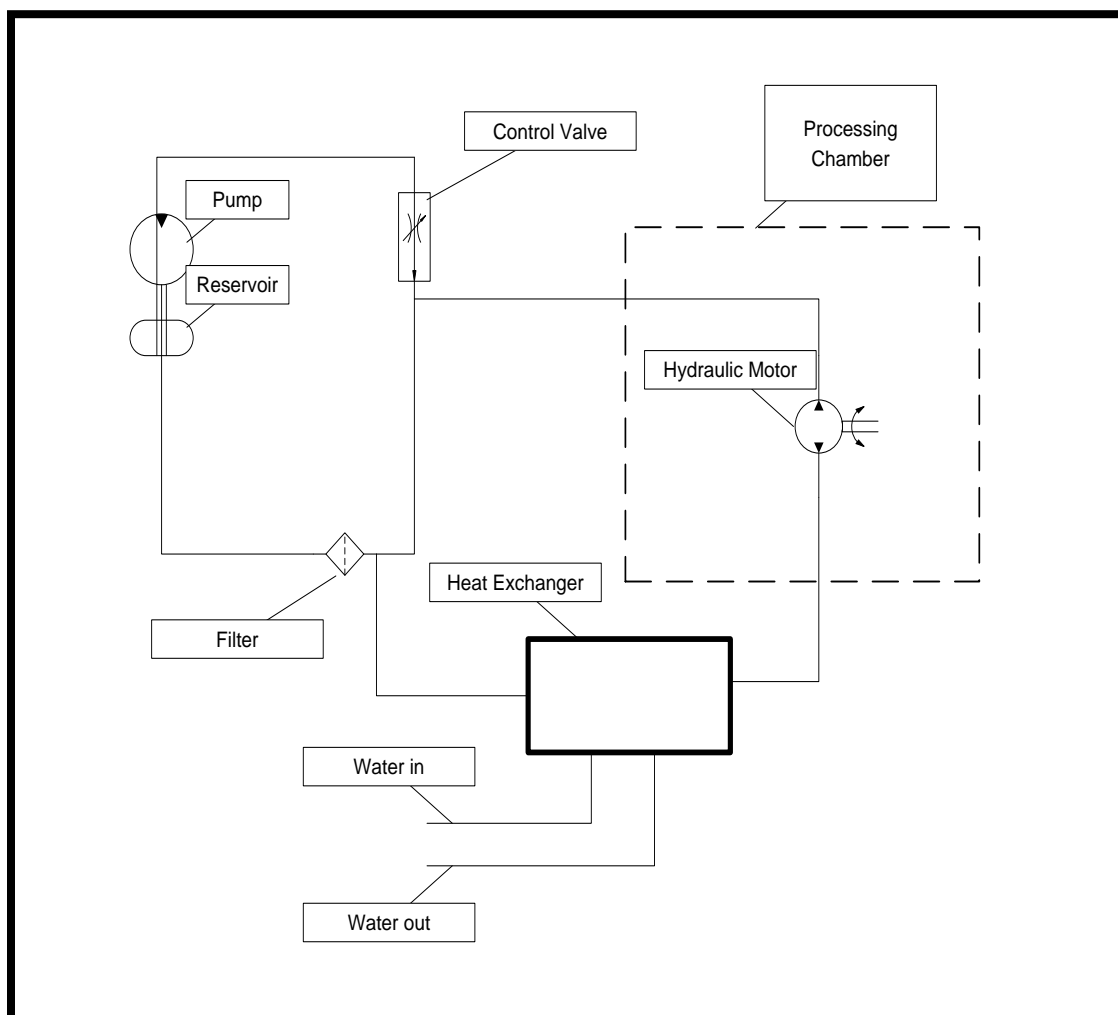 Control Valve
Processing
Chamber
Pump
Reservoir
Hydraulic Motor
Heat Exchanger
Filter
Water in
Water out